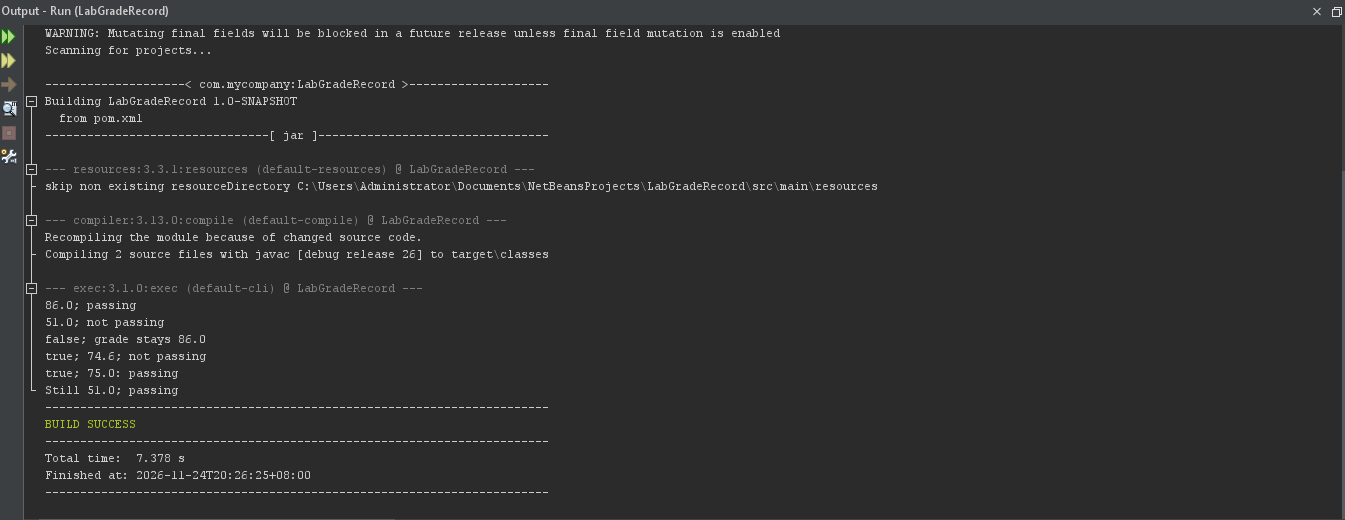 Output - Run (LabGradeRecord)
WARNING: Mutating final fields will be blocked in a future release unless final field mutation is enabled
Scanning for projects...
--------------------< com.mycompany:LabGradeRecord >--------------------
Building LabGradeRecord 1.0-SNAPSHOT
  from pom.xml
--------------------------------[ jar ]---------------------------------
--- resources:3.3.1:resources (default-resources) @ LabGradeRecord ---
skip non existing resourceDirectory C:\Users\Administrator\Documents\NetBeansProjects\LabGradeRecord\src\main\resources
--- compiler:3.13.0:compile (default-compile) @ LabGradeRecord ---
Recompiling the module because of changed source code.
Compiling 2 source files with javac [debug release 26] to target\classes
--- exec:3.1.0:exec (default-cli) @ LabGradeRecord ---
86.0; passing
51.0; not passing
false; grade stays 86.0
true; 74.6; not passing
true; 75.0: passing
Still 51.0; passing
------------------------------------------------------------------------
BUILD SUCCESS
------------------------------------------------------------------------
Total time:  7.378 s
Finished at: 2026-11-24T20:26:25+08:00
------------------------------------------------------------------------